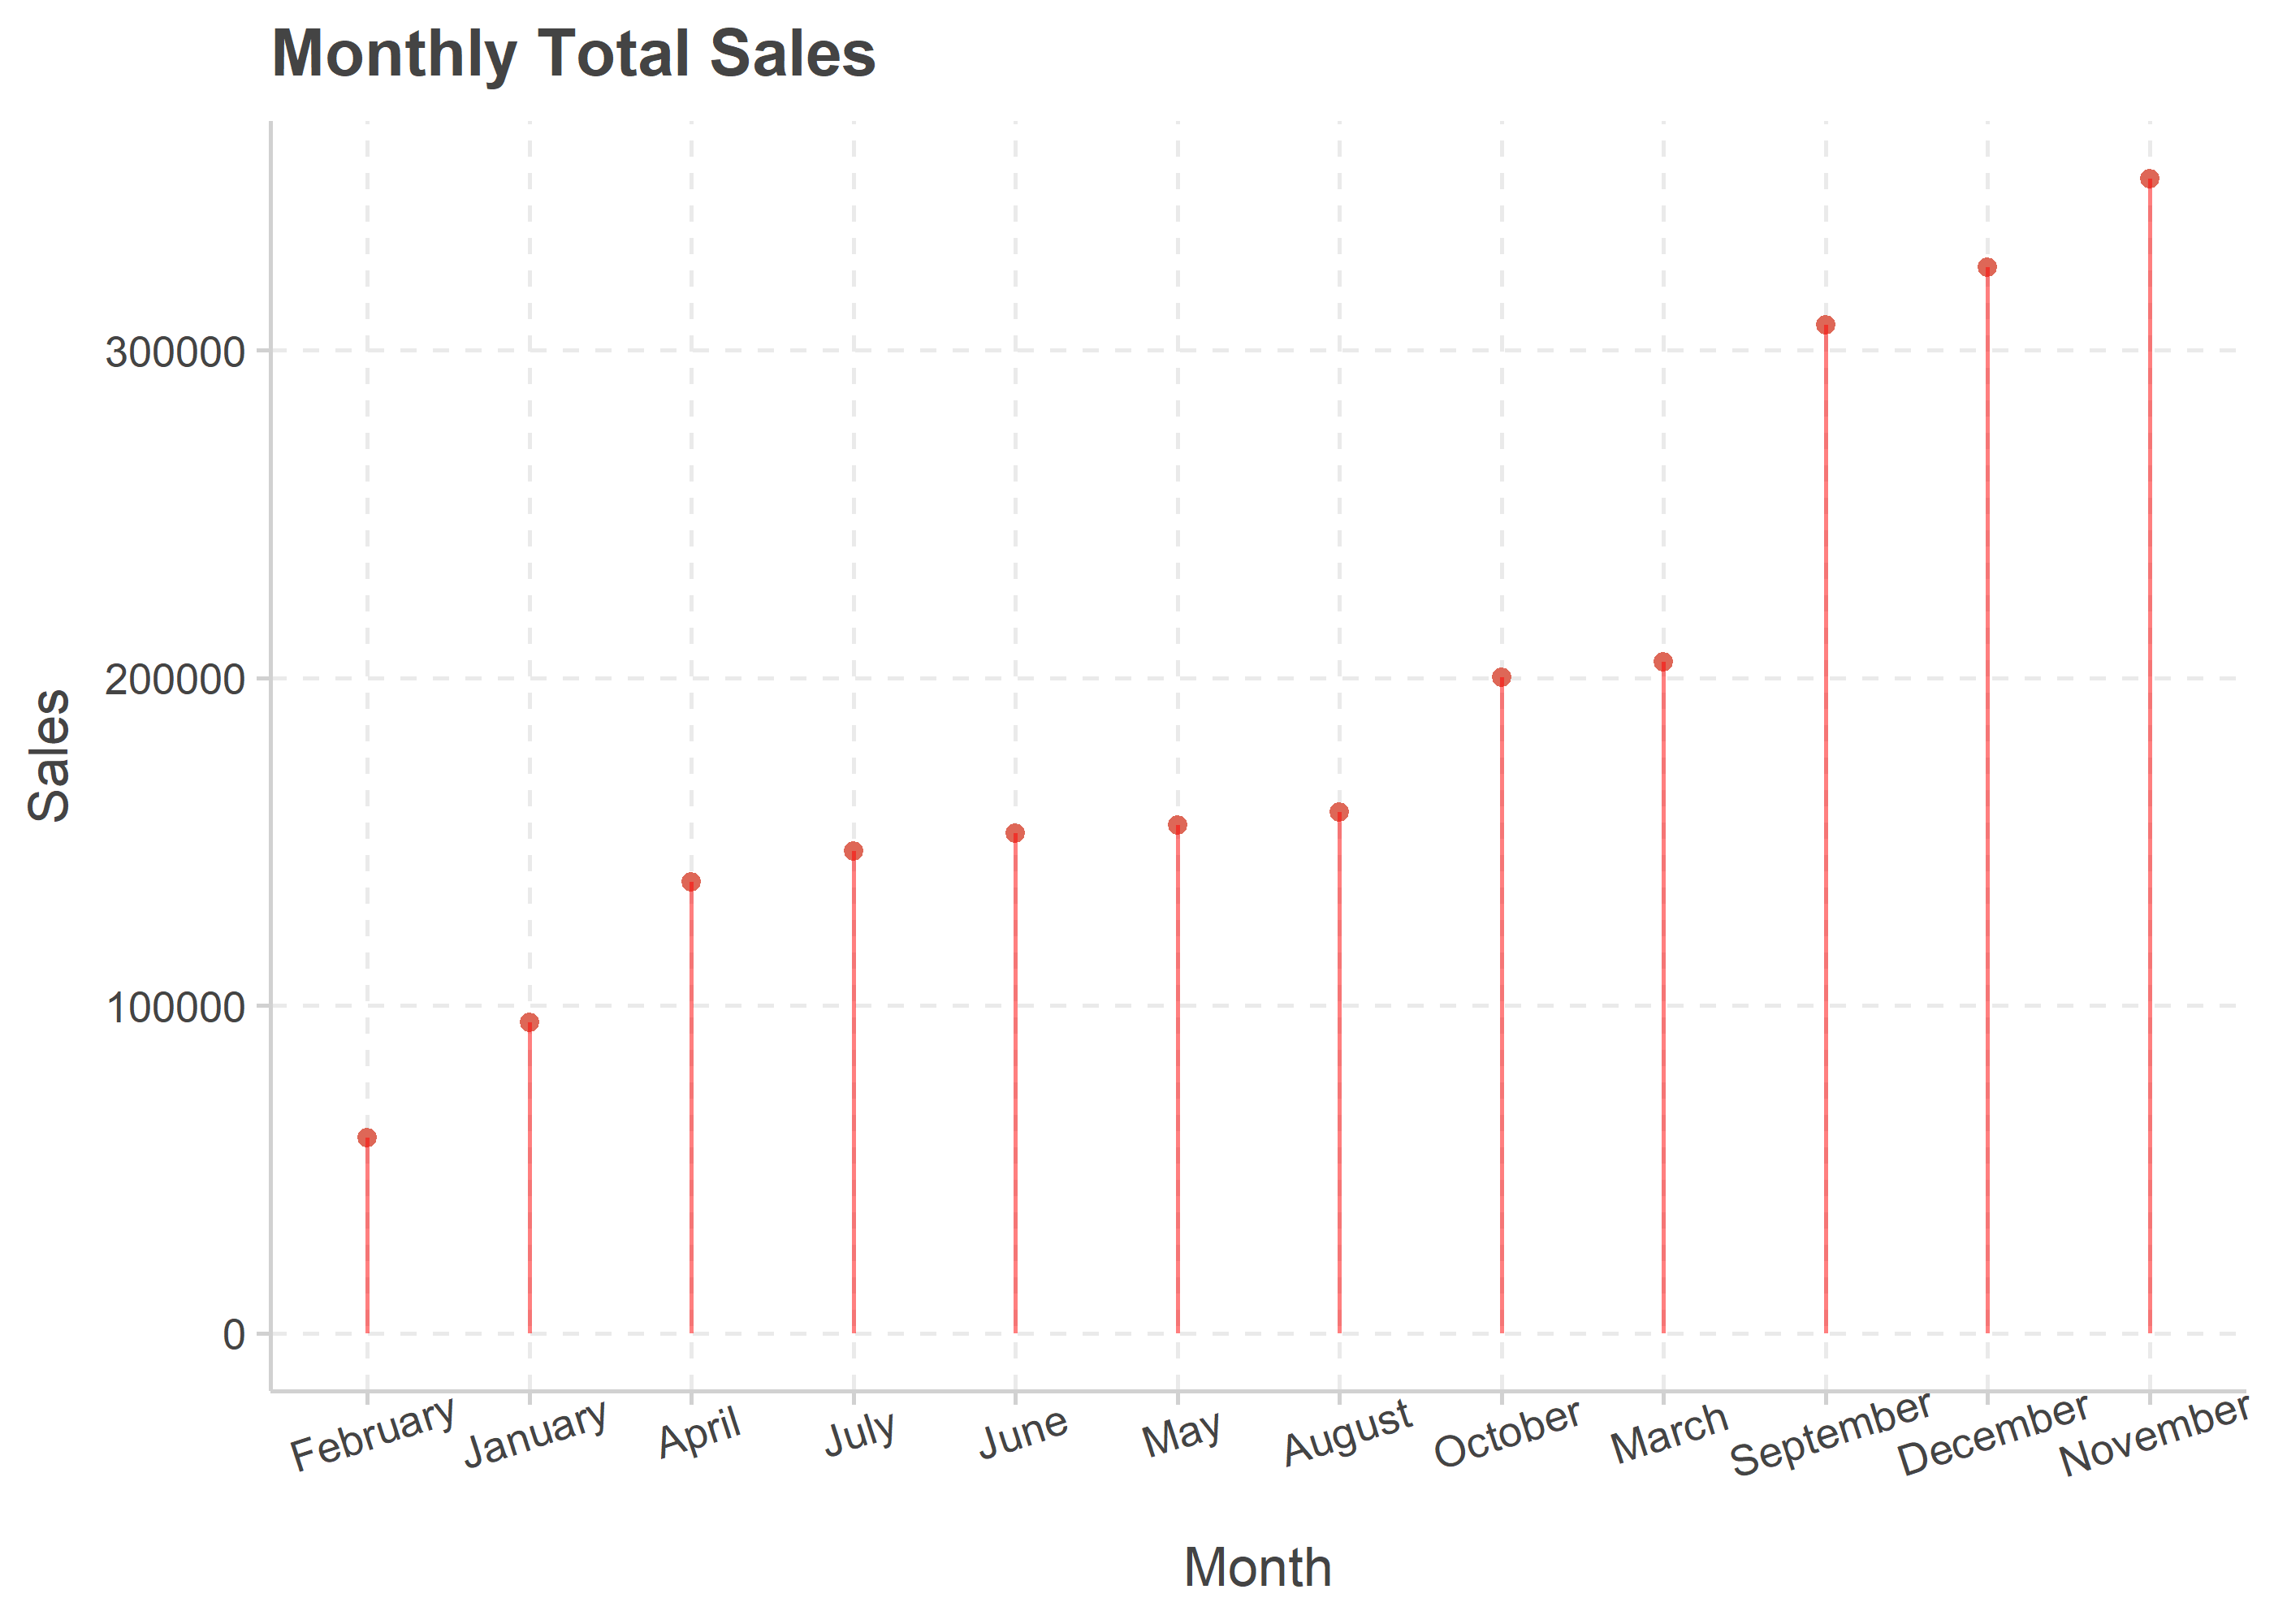 Monthly Total Sales
Sales
300000
200000
100000
0
February January April July June May August October March September December November
Month